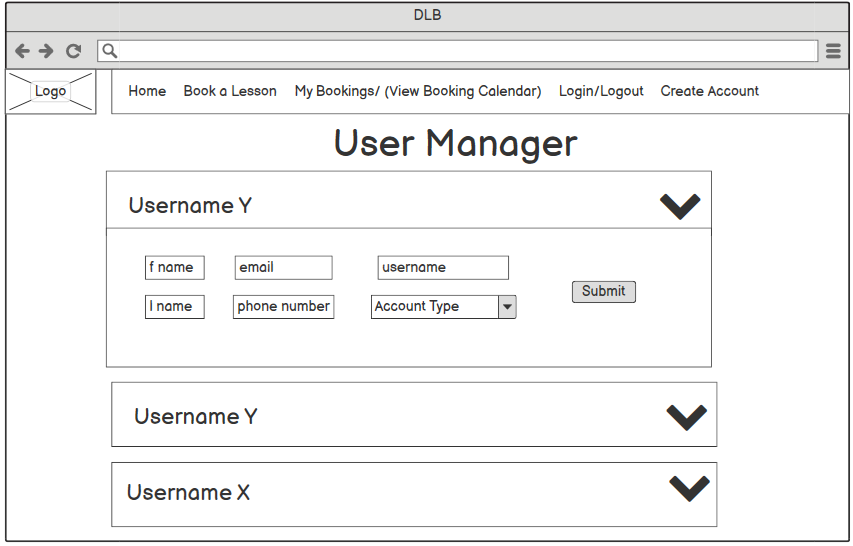 DLB
Logo
Home Book a Lesson My Bookings/ (View Booking Calendar) Login/Logout Create Account
User Manager
Username Y
f name email username
Submit
l name phone number Account Type
Username Y
Username X